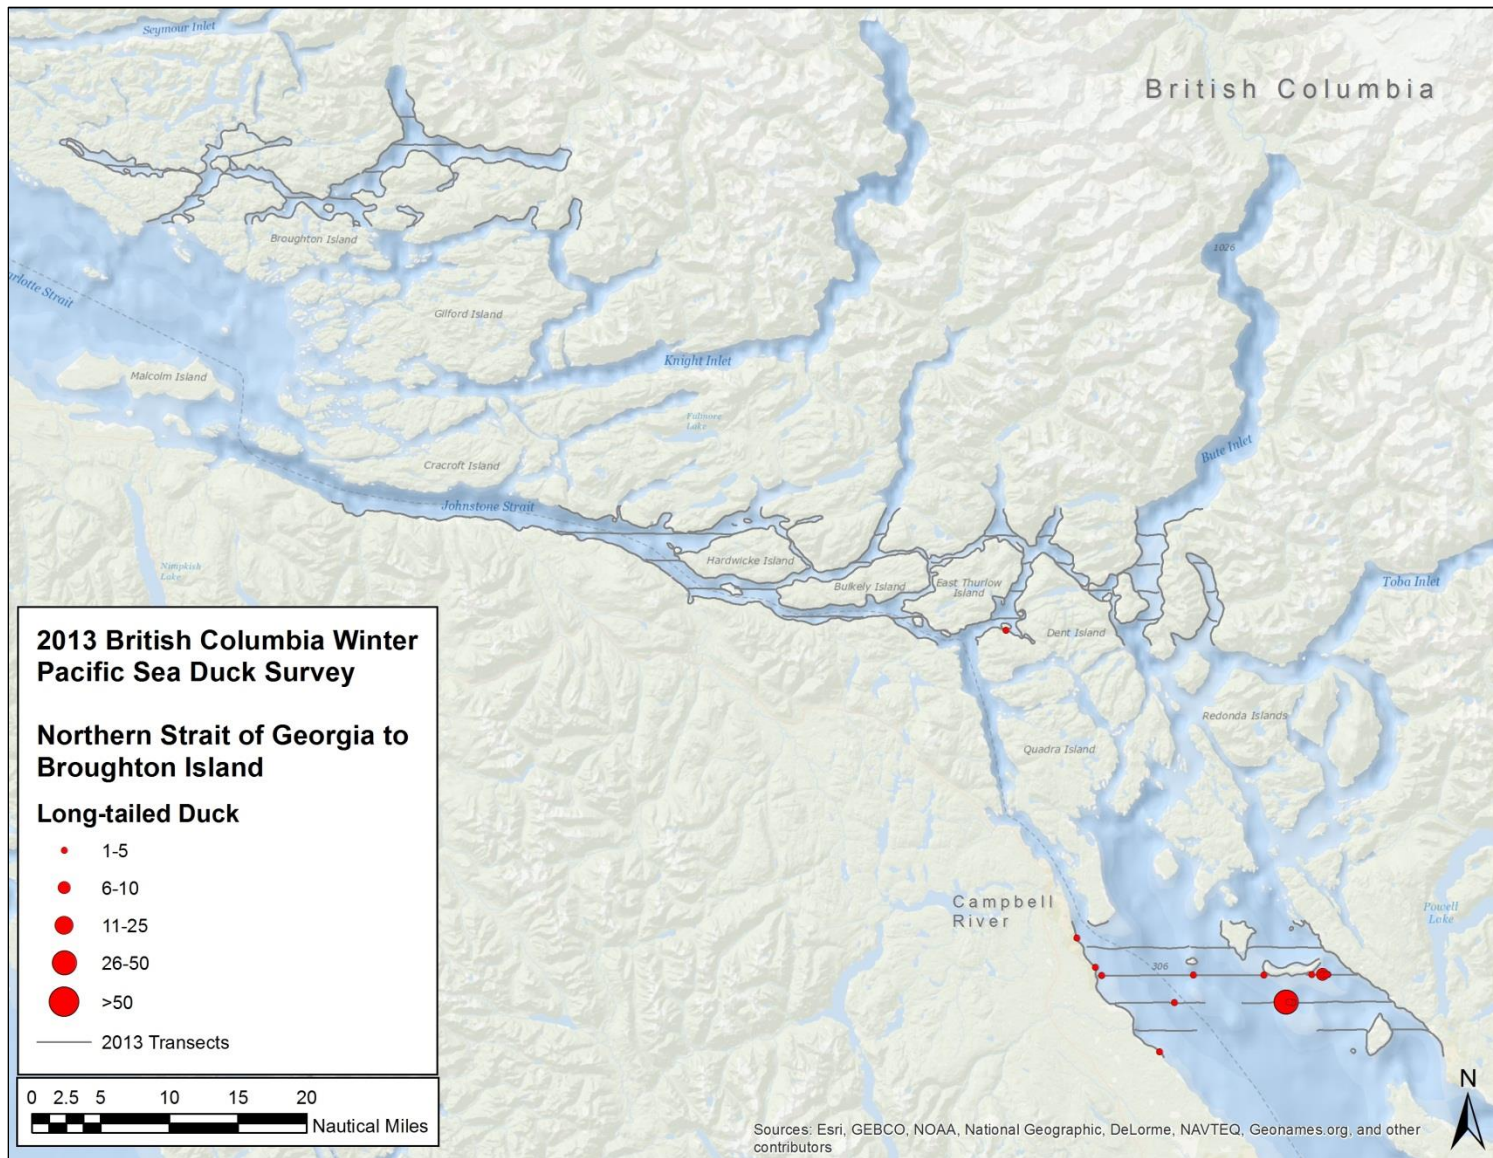 Seymour Inlet
British Columbia
1026
Broughton Island
arlotte Strait
Gilford Island
Knight Inlet
Malcolm Island
Fulmore
Lake
Bute Inlet
Cracroft Island
Johnstone Strait
Nimpkish
Lake
Hardwicke Island
Bulkely Island
East Thurlow
Island
Toba Inlet
Dent Island
Redonda Islands
Quadra Island
Campbell
River
Powell
Lake
306
2013 British Columbia Winter
Pacific Sea Duck Survey
Northern Strait of Georgia to
Broughton Island
Long-tailed Duck
1-5
6-10
11-25
26-50
>50
2013 Transects
0 2.5 5 10 15 20
Nautical Miles
N
Sources: Esri, GEBCO, NOAA, National Geographic, DeLorme, NAVTEQ, Geonames.org, and other
contributors